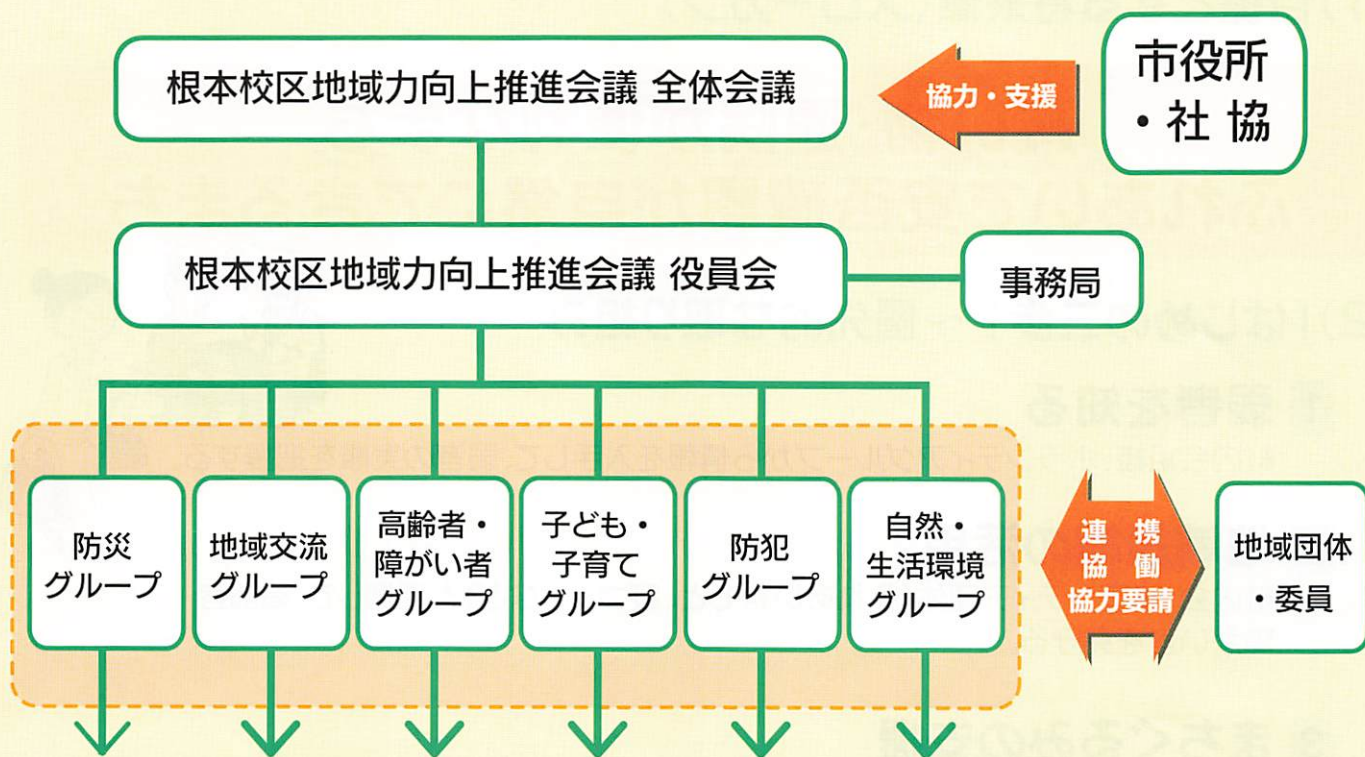 根本校区地域力向上推進会議 全体会議
協力・支援
市役所
・社 協
根本校区地域力向上推進会議 役員会
事務局
防災
グループ
地域交流
グループ
高齢者・
障がい者
グループ
子ども・
子育て
グループ
防犯
グループ
自然・
生活環境
グループ
連 携
協 働
協力要請
地域団体
・委員